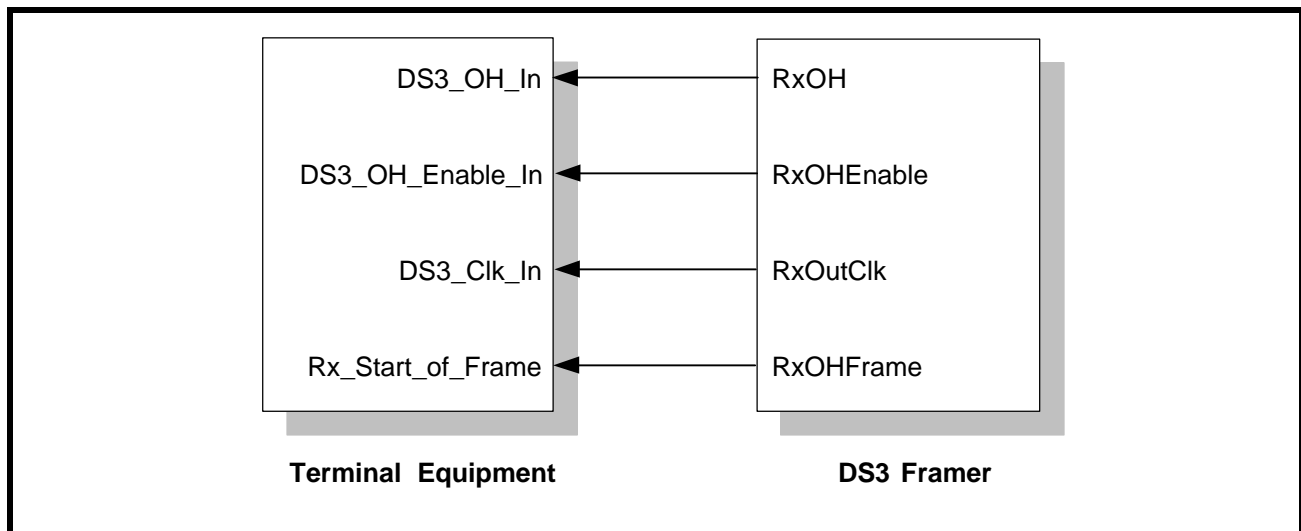 DS3_OH_In
RxOH
DS3_OH_Enable_In
RxOHEnable
DS3_Clk_In
RxOutClk
Rx_Start_of_Frame
RxOHFrame
Terminal Equipment
DS3 Framer